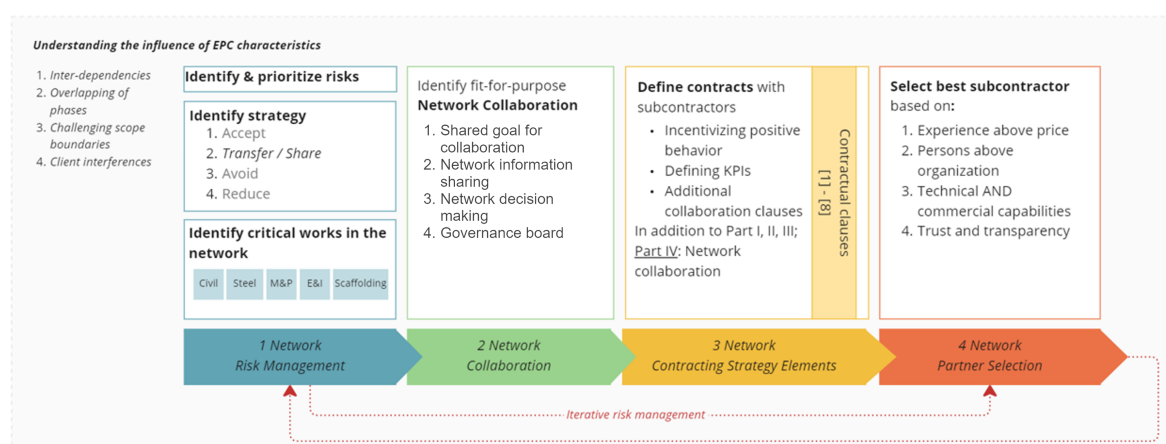 Understanding the influence of EPC characteristics
1. Inter-dependencies
2. Overlapping of
phases
3. Challenging scope
boundaries
4. Client interferences
Identify & prioritize risks
Identify strategy
1. Accept
2. Transfer / Share
3. Avoid
4. Reduce
Identify critical works in the
network
Civil
Steel
M&P
E&I
Scaffolding
Identify fit-for-purpose
Network Collaboration
1. Shared goal for
collaboration
2. Network information
sharing
3. Network decision
making
4. Governance board
Define contracts with
subcontractors
• Incentivizing positive
behavior
• Defining KPIs
• Additional
collaboration clauses
In addition to Part I, II, III;
Part IV: Network
collaboration
Contractual clauses
[1] - [8]
Select best subcontractor
based on:
1. Experience above price
2. Persons above
organization
3. Technical AND
commercial capabilities
4. Trust and transparency
1 Network
Risk Management
2 Network
Collaboration
3 Network
Contracting Strategy Elements
4 Network
Partner Selection
Iterative risk management